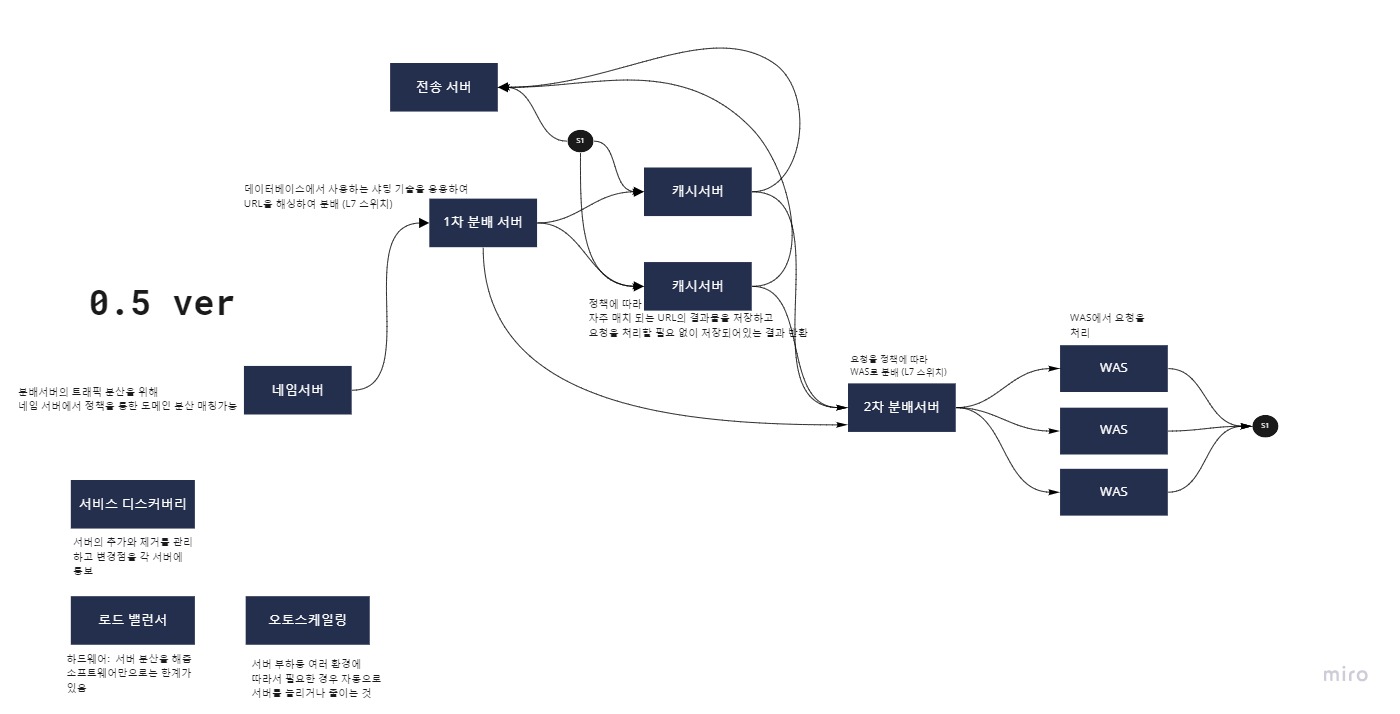 전송 서버
S1
데이터베이스에서 사용하는 샤딩 기술을 응용하여
URL을 해싱하여 분배 (L7 스위치)
캐시서버
1차 분배 서버
캐시서버
정책에 따라
자주 매치 되는 URL의 결과물을 저장하고
요청을 처리할 필요 없이 저장되어있는 결과 반환
0.5 ver
WAS에서 요청을
처리
요청을 정책에 따라
WAS로 분배 (L7 스위치)
WAS
분배서버의 트래픽 분산을 위해
네임 서버에서 정책을 통한 도메인 분산 매칭가능
네임서버
2차 분배서버
WAS
S1
WAS
서비스 디스커버리
서버의 추가와 제거를 관리
하고 변경점을 각 서버에
통보
로드 밸런서
오토스케일링
하드웨어: 서버 분산을 해줌
소프트웨어만으로는 한계가
있음
서버 부하등 여러 환경에
따라서 필요한 경우 자동으로
서버를 늘리거나 줄이는 것
miro